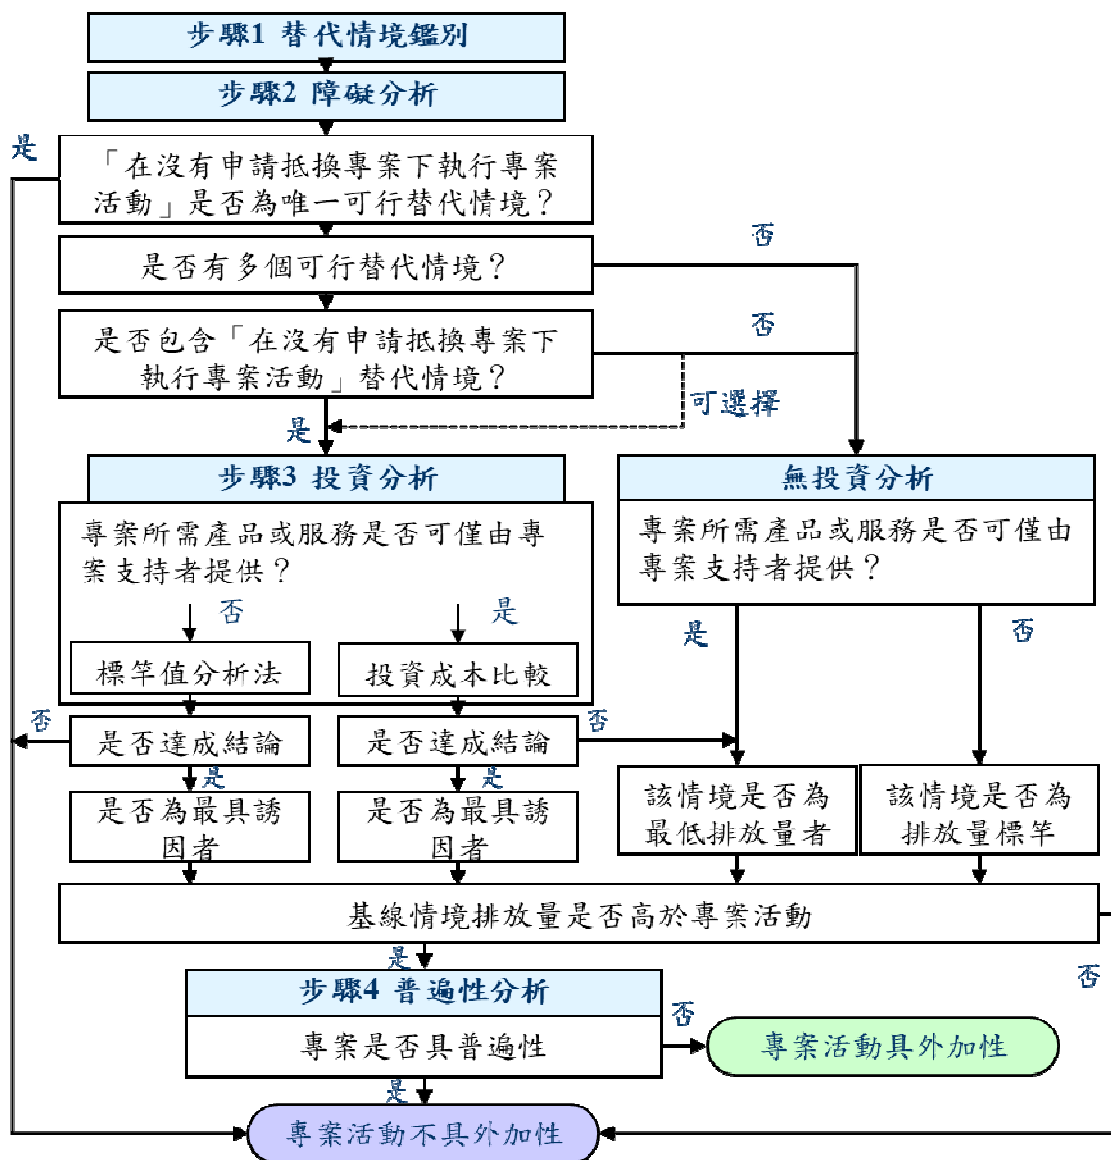 步驟1 替代情境鑑別
步驟2 障礙分析
是
「在沒有申請抵換專案下執行專案
活動」是否為唯一可行替代情境？
否
是否有多個可行替代情境？
否
是否包含「在沒有申請抵換專案下
執行專案活動」替代情境？
可選擇
是
步驟3 投資分析
無投資分析
專案所需產品或服務是否可僅由專
案支持者提供？
專案所需產品或服務是否可僅由
專案支持者提供？
否
是
是
否
標竿值分析法
投資成本比較
否
是否達成結論
是否達成結論
否
是
是
是否為最具誘
因者
是否為最具誘
因者
該情境是否為
最低排放量者
該情境是否為
排放量標竿
基線情境排放量是否高於專案活動
是
否
步驟4 普遍性分析
專案是否具普遍性
否
專案活動具外加性
是
專案活動不具外加性